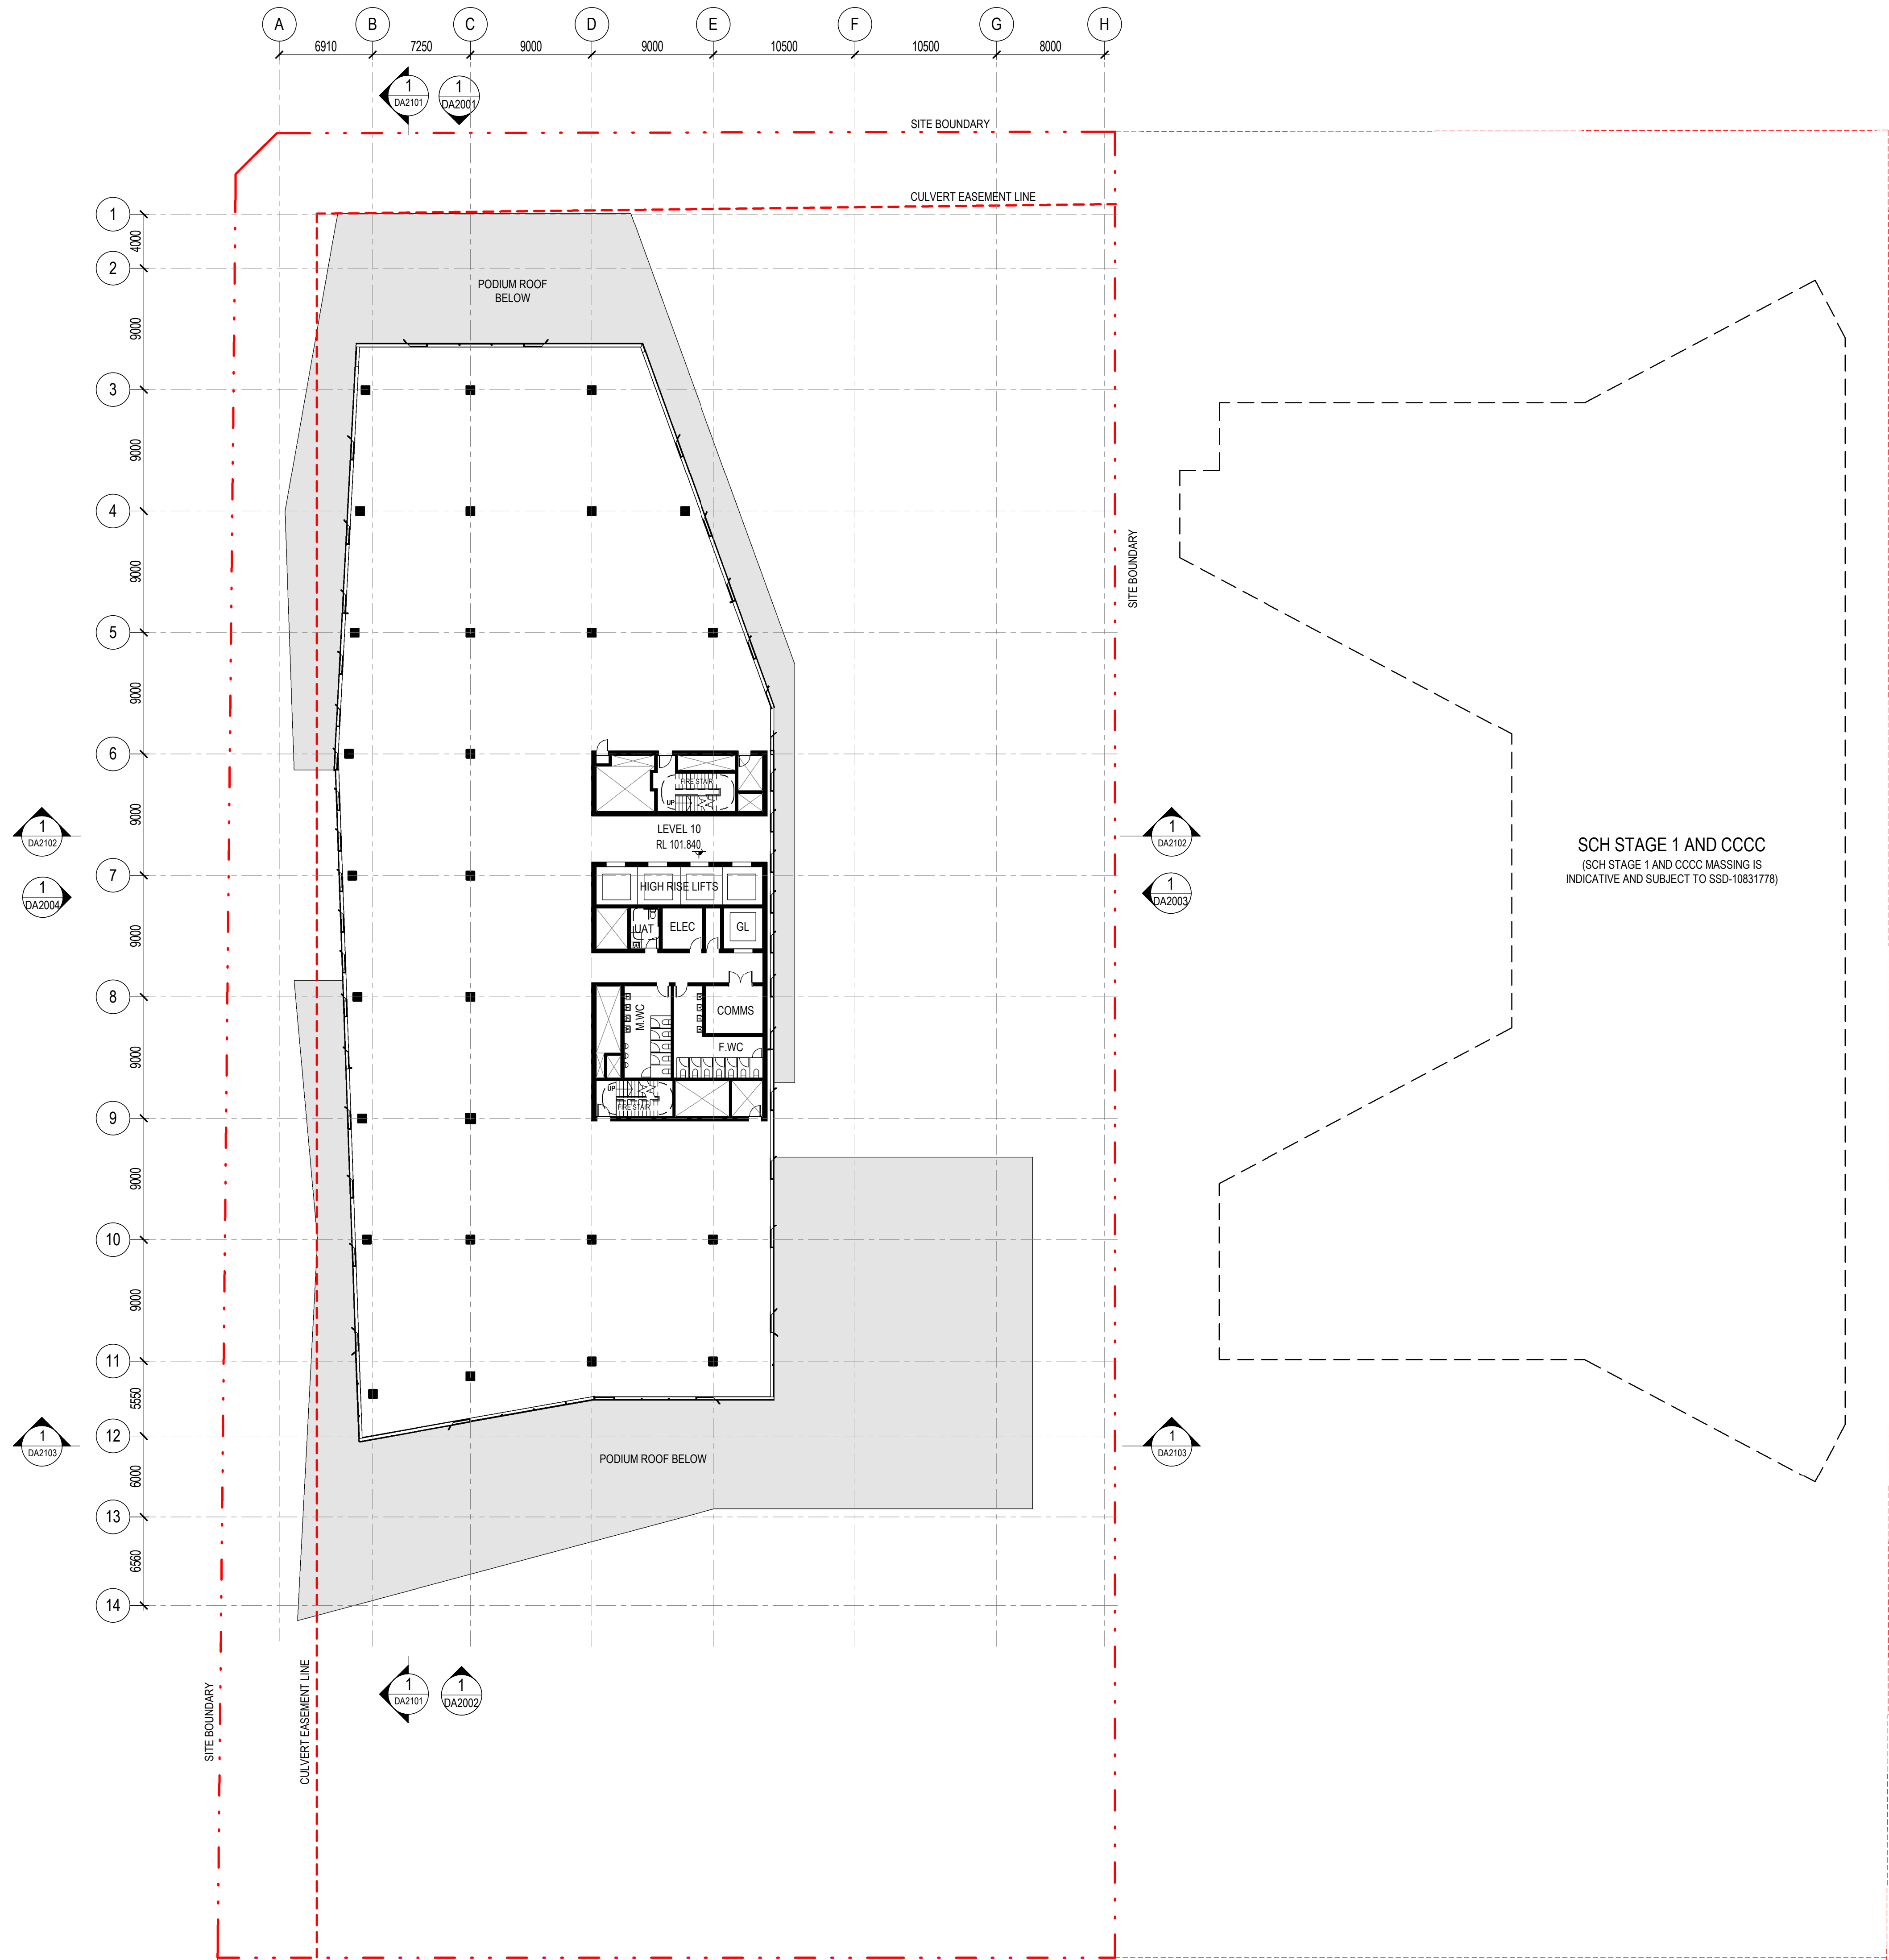 A
B
C
D
E
F
G
H
6910
7250
9000
9000
10500
10500
8000
1
DA2101
1
DA2001
SITE BOUNDARY
CULVERT EASEMENT LINE
1
4000
2
PODIUM ROOF
BELOW
9000
3
9000
4
9000
SITE BOUNDARY
5
9000
6
FIRE STAIR
UP
9000
LEVEL 10
RL 101.840
1
DA2102
1
DA2102
SCH STAGE 1 AND CCCC
(SCH STAGE 1 AND CCCC MASSING IS
INDICATIVE AND SUBJECT TO SSD-10831778)
7
HIGH RISE LIFTS
1
DA2004
1
DA2003
UAT
ELEC
GL
9000
8
M.WC
COMMS
F.WC
9000
UP
FIRE STAIR
9
9000
10
9000
11
5550
12
1
DA2103
1
DA2103
PODIUM ROOF BELOW
6000
13
6560
14
SITE BOUNDARY
CULVERT EASEMENT LINE
1
DA2101
1
DA2002